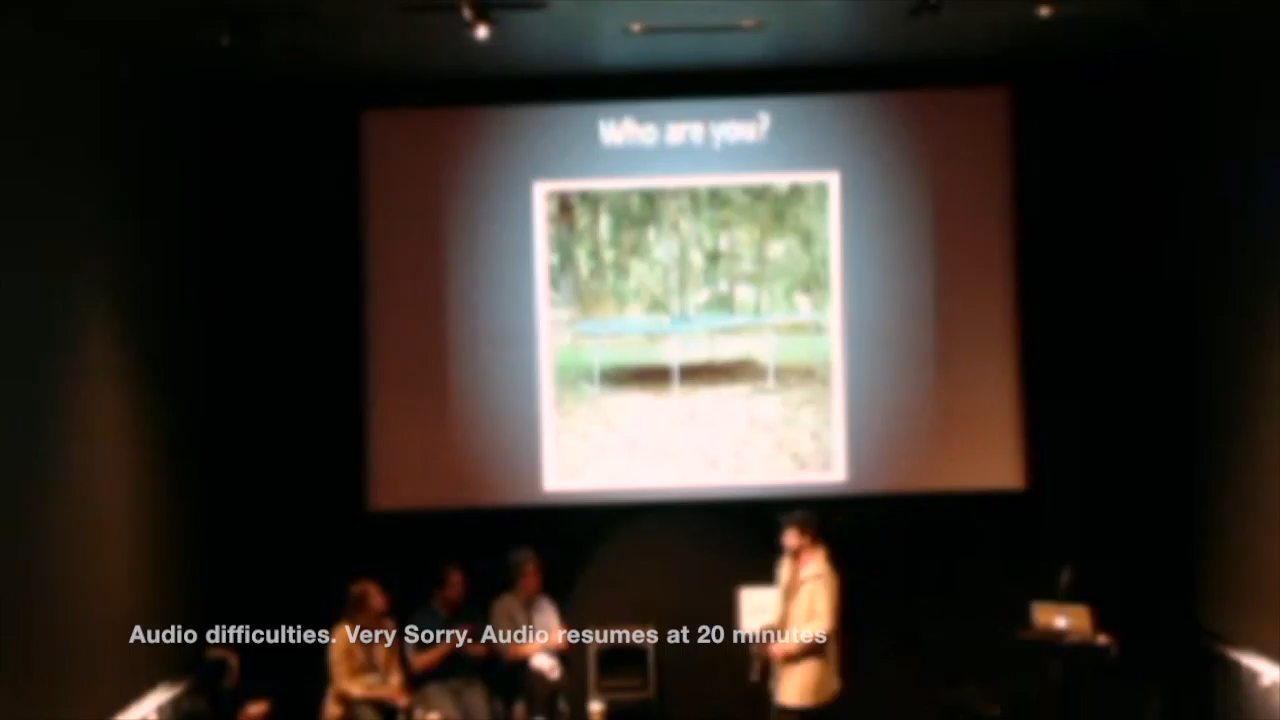 Who are you?
Audio difficulties. Very Sorry. Audio resumes at 20 minutes